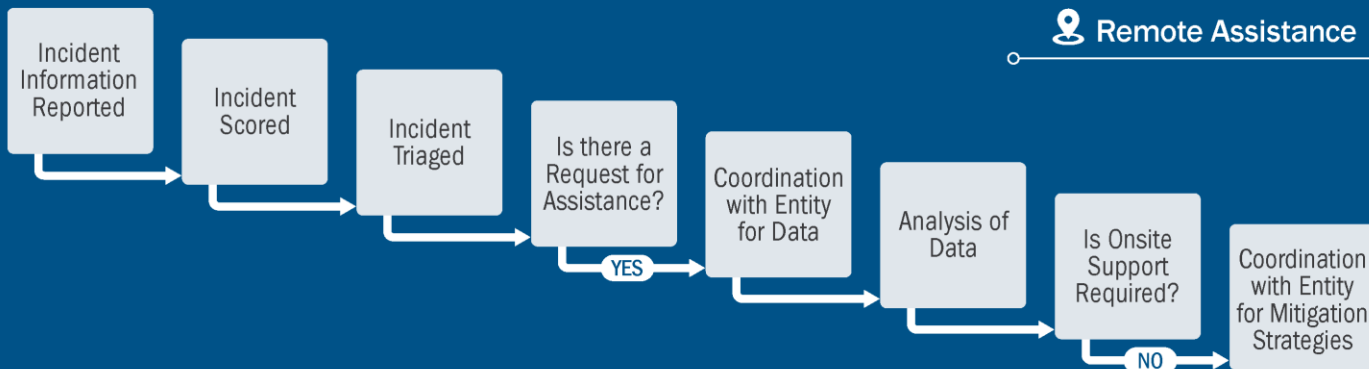 Remote Assistance
Incident
Information
Reported
Incident
Scored
Incident
Triaged
Is there a
Request for
Assistance?
YES
Coordination
with Entity
for Data
Analysis of
Data
Is Onsite
Support
Required?
NO
Coordination
with Entity
for Mitigation
Strategies